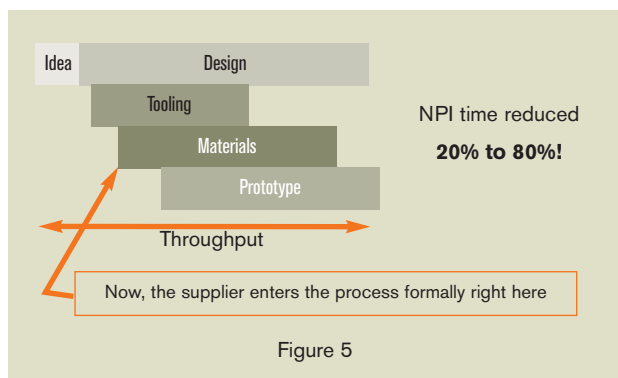 Idea
Design
Tooling
Materials
Prototype
NPI time reduced
20% to 80%!
Throughput
Now, the supplier enters the process formally right here
Figure 5